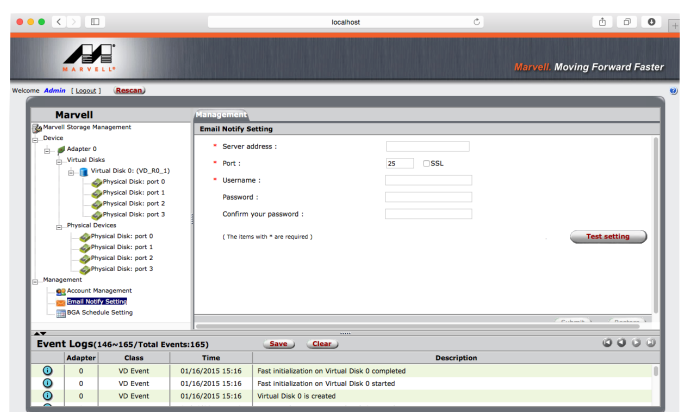 localhost
MARVELL®
Marvell. Moving Forward Faster
Welcome Admin [ Logout ] Rescan
Marvell
Marvell Storage Management
Device
Adapter 0
Virtual Disks
Virtual Disk 0: (VD_R0_1)
Physical Disk: port 0
Physical Disk: port 1
Physical Disk: port 2
Physical Disk: port 3
Physical Devices
Physical Disk: port 0
Physical Disk: port 1
Physical Disk: port 2
Physical Disk: port 3
Management
Account Management
Email Notify Setting
BGA Schedule Setting
Management
Email Notify Setting
* Server address :
* Port : 25 SSL
* Username :
Password :
Confirm your password :
( The items with * are required )
Test setting
Submit
Event Logs(146~165/Total Events:165) Save Clear
Adapter Class Time Description
0 VD Event 01/16/2015 15:16 Fast initialization on Virtual Disk 0 completed
0 VD Event 01/16/2015 15:16 Fast initialization on Virtual Disk 0 started
0 VD Event 01/16/2015 15:16 Virtual Disk 0 is created